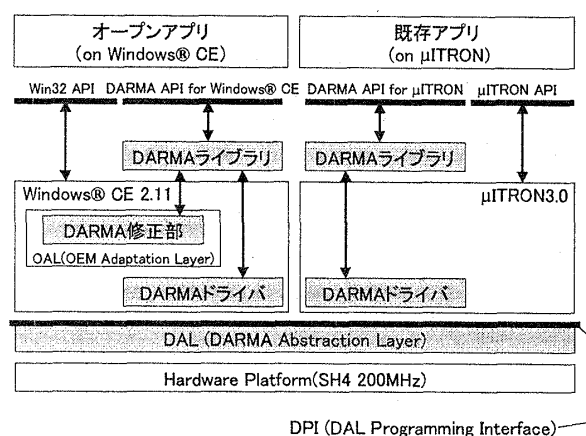 オープンアプリ
(on Windows® CE)
既存アプリ
(on μITRON)
Win32 API
DARMA API for Windows® CE
DARMA API for μITRON
μITRON API
DARMAライブラリ
DARMAライブラリ
Windows® CE 2.11
μITRON3.0
DARMA修正部
OAL(OEM Adaptation Layer)
DARMAドライバ
DARMAドライバ
DAL (DARMA Abstraction Layer)
Hardware Platform(SH4 200MHz)
DPI (DAL Programming Interface)